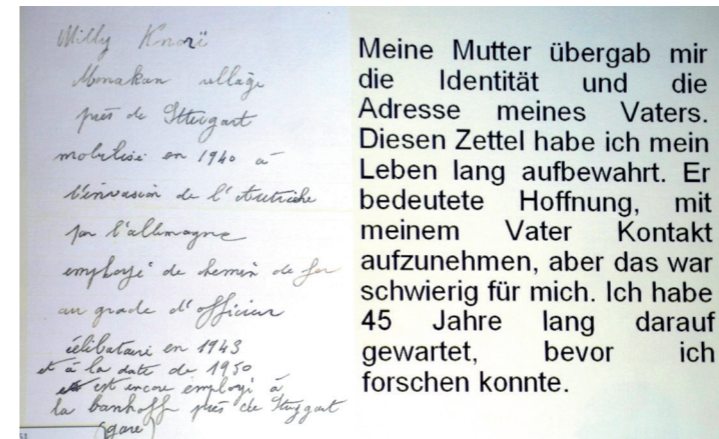 Willy Knorï
Monakan village
près de Sttutgart
mobilisé en 1940 à
l'invasion de l'Autriche
par l'allemagne
employé de chemin de fer
au grade d'officier
célibataire en 1943
et à la date de 1950
est encore employé à
la banhoff près de Stuggart
(gare)
Meine Mutter übergab mir
die Identität und die
Adresse meines Vaters.
Diesen Zettel habe ich mein
Leben lang aufbewahrt. Er
bedeutete Hoffnung, mit
meinem Vater Kontakt
aufzunehmen, aber das war
schwierig für mich. Ich habe
45 Jahre lang darauf
gewartet, bevor ich
forschen konnte.